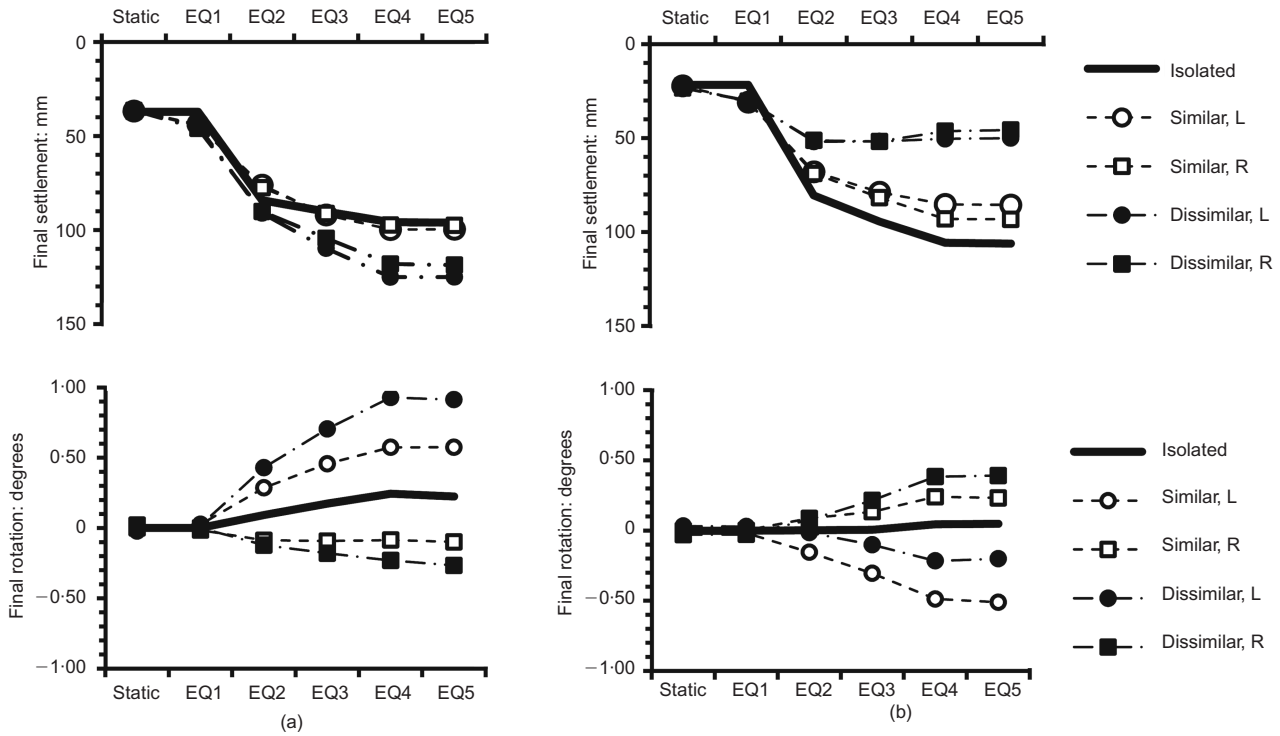 Static EQ1 EQ2 EQ3 EQ4 EQ5
0
50
100
150
Final settlement: mm
Static EQ1 EQ2 EQ3 EQ4 EQ5
0
50
100
150
Final settlement: mm
Isolated
Similar, L
Similar, R
Dissimilar, L
Dissimilar, R
1·00
0·50
0
−0·50
−1·00
Final rotation: degrees
Static EQ1 EQ2 EQ3 EQ4 EQ5
(a)
1·00
0·50
0
−0·50
−1·00
Final rotation: degrees
Static EQ1 EQ2 EQ3 EQ4 EQ5
(b)
Isolated
Similar, L
Similar, R
Dissimilar, L
Dissimilar, R